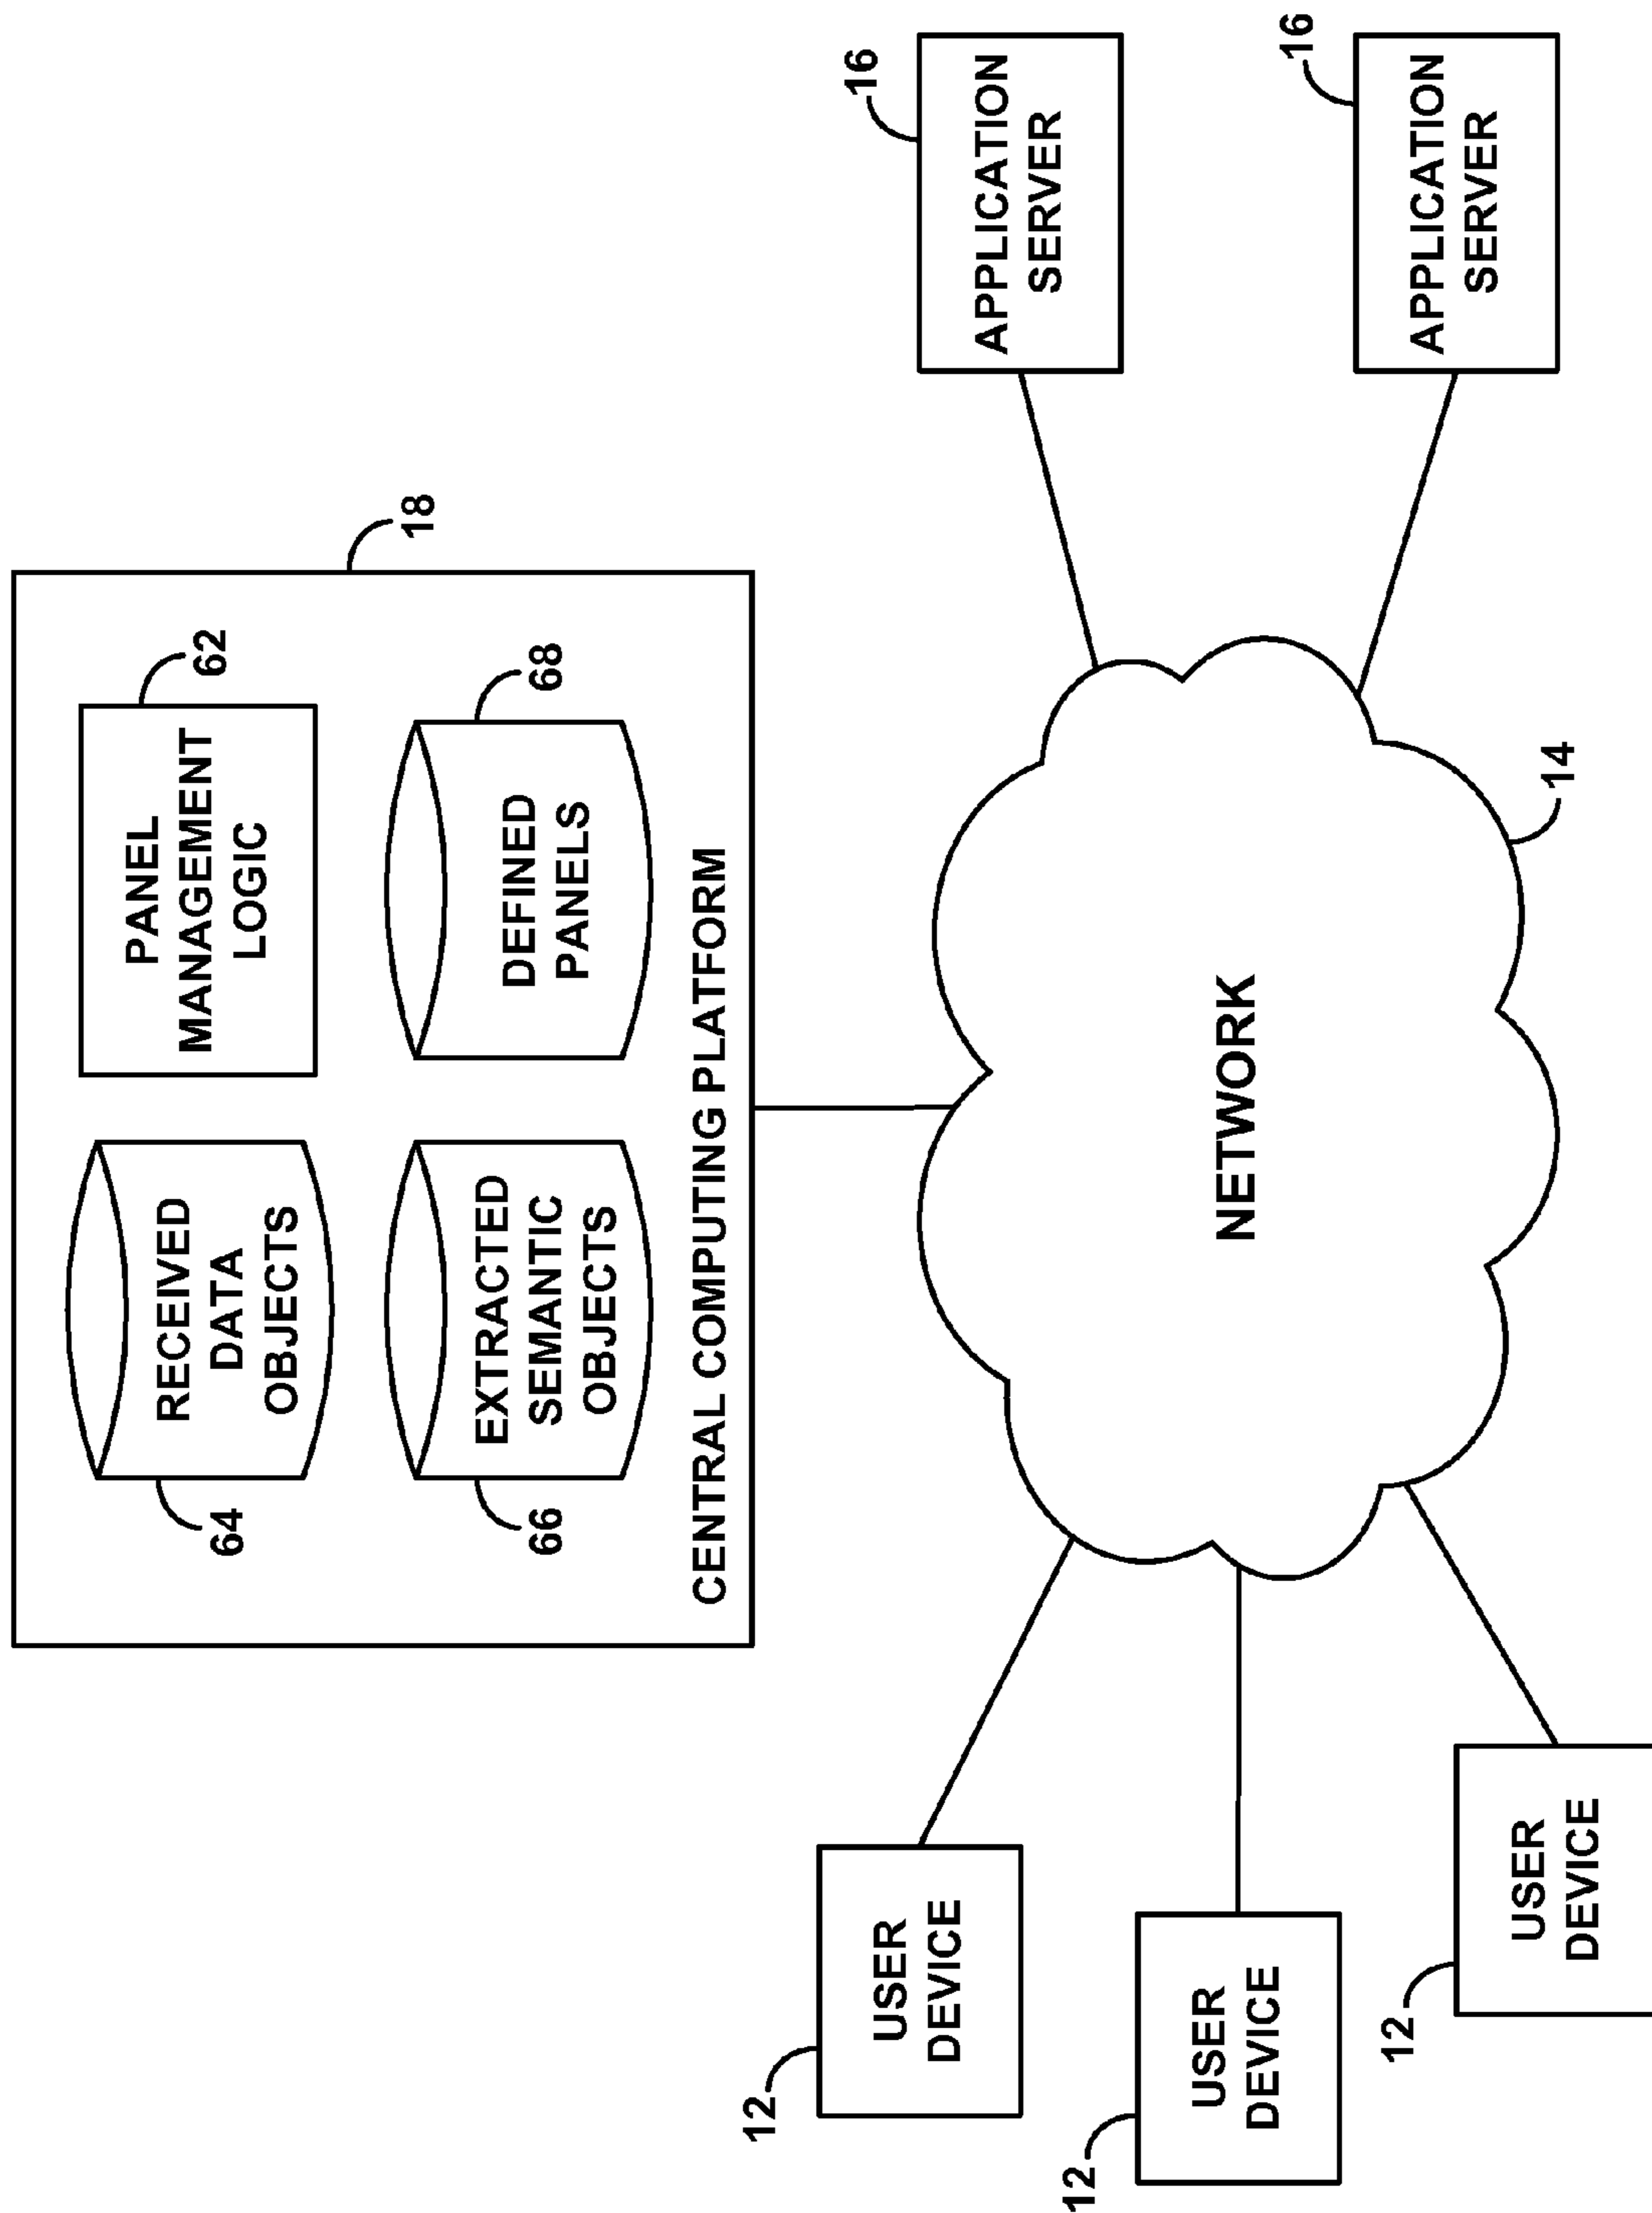 64
RECEIVED
DATA
OBJECTS
PANEL
MANAGEMENT
LOGIC
62
66
EXTRACTED
SEMANTIC
OBJECTS
DEFINED
PANELS
68
CENTRAL COMPUTING PLATFORM
18
12
USER
DEVICE
12
USER
DEVICE
12
USER
DEVICE
NETWORK
14
16
APPLICATION
SERVER
16
APPLICATION
SERVER